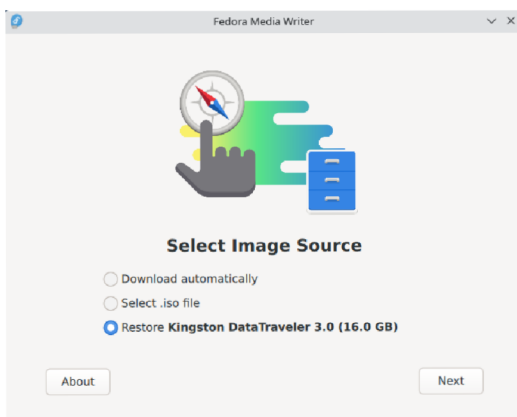 Fedora Media Writer
Select Image Source
Download automatically
Select .iso file
Restore Kingston DataTraveler 3.0 (16.0 GB)
About
Next